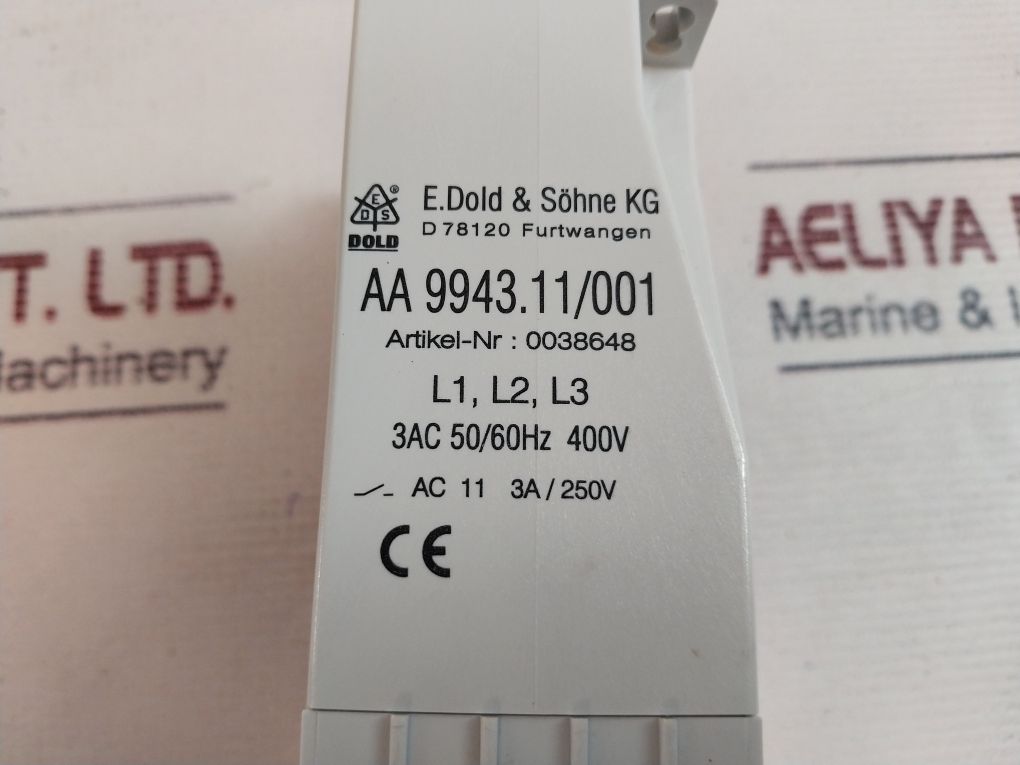 E.Dold & Söhne KG
D 78120 Furtwangen
E
D S
DOLD
®
AA 9943.11/001
Artikel-Nr : 0038648
L1, L2, L3
3AC 50/60Hz 400V
AC 11 3A / 250V
CE
T. LTD.
AELIYA
Marine &